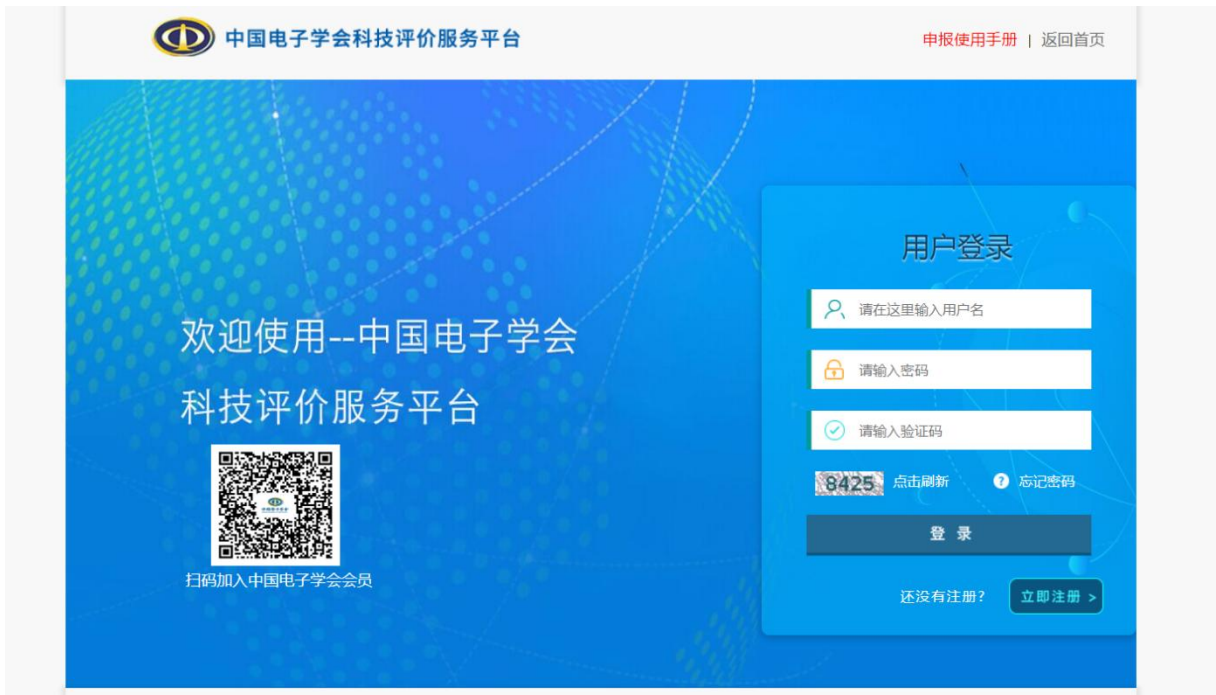 中国电子学会科技评价服务平台
申报使用手册 | 返回首页
用户登录
请在这里输入用户名
欢迎使用--中国电子学会
请输入密码
科技评价服务平台
请输入验证码
8425 点击刷新 ? 忘记密码
登 录
扫码加入中国电子学会会员
还没有注册? 立即注册 >